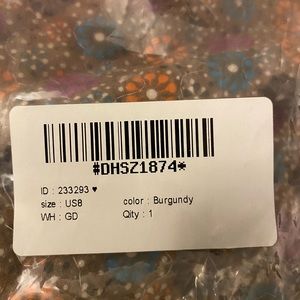 #DHSZ1874*
ID : 233293 ♥
size : US8 color : Burgundy
WH : GD Qity : 1